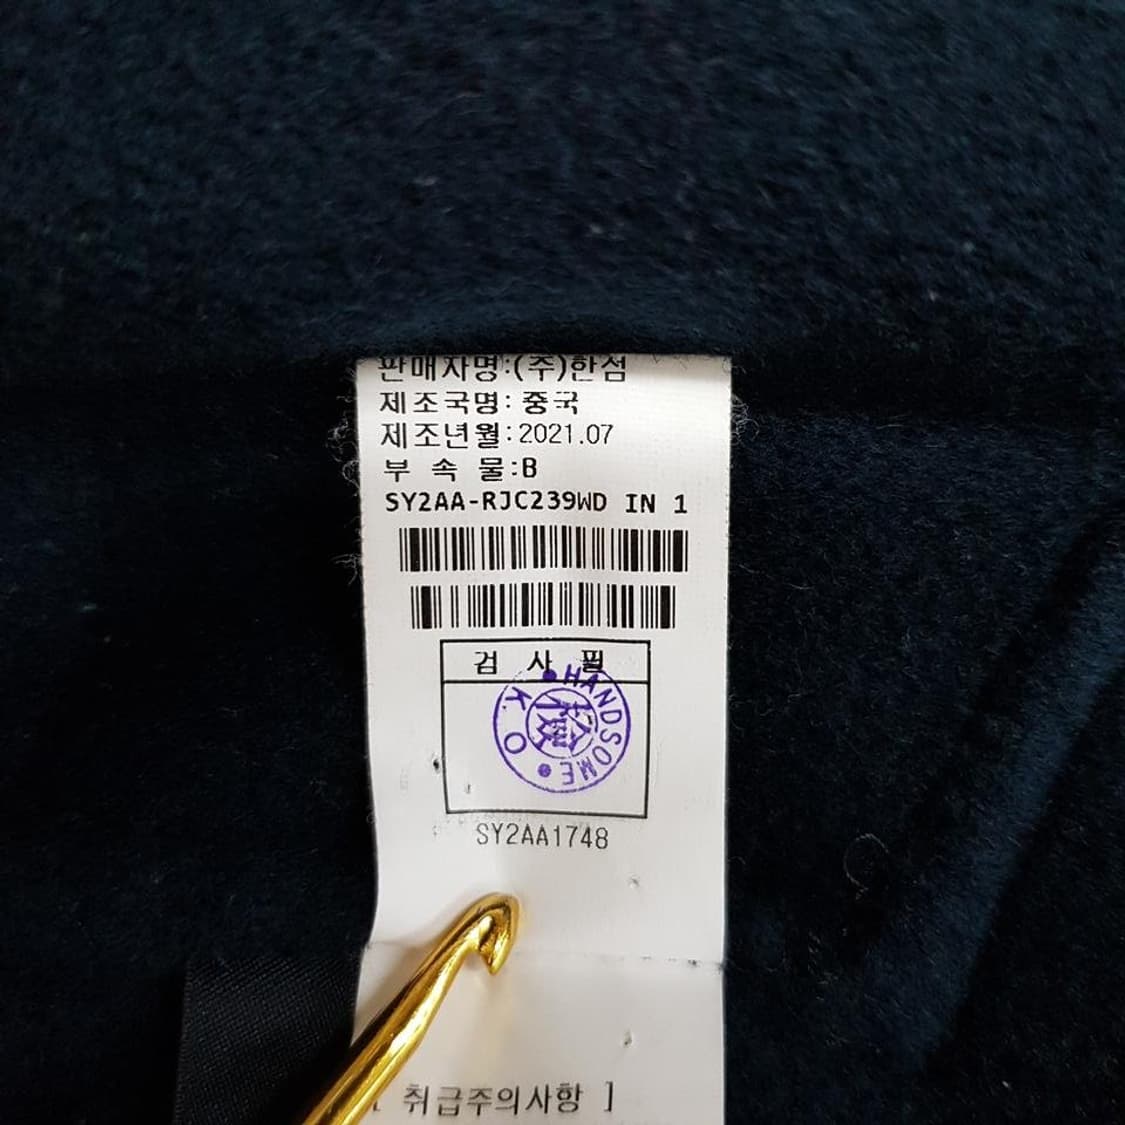 판매자명:(주)한섬
제조국명: 중국
제조년월:2021.07
부 속 물:B
SY2AA-RJC239WD IN 1
검 사 필
HANDSOME
O.K
檢
SY2AA1748
[ 취급주의사항 ]